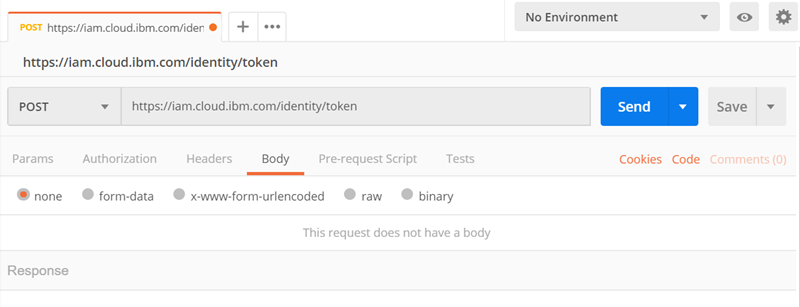 POST https://iam.cloud.ibm.com/iden
No Environment
https://iam.cloud.ibm.com/identity/token
POST https://iam.cloud.ibm.com/identity/token Send Save
Params Authorization Headers Body Pre-request Script Tests Cookies Code Comments (0)
none form-data x-www-form-urlencoded raw binary
This request does not have a body
Response